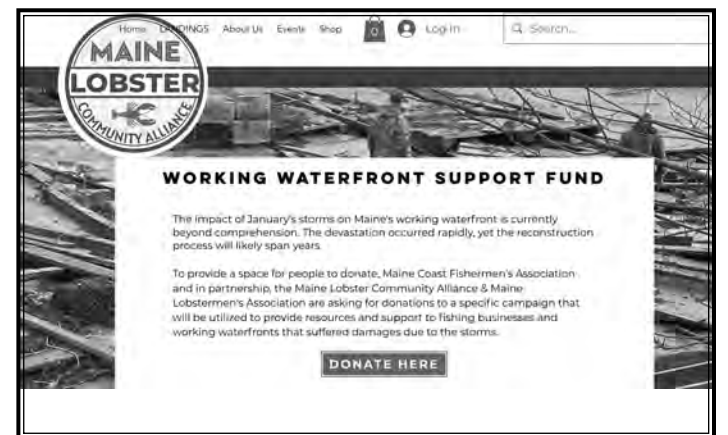 Home LANDINGS About Us Events Shop 0 Log In Search...
MAINE
LOBSTER
COMMUNITY ALLIANCE
WORKING WATERFRONT SUPPORT FUND
The impact of January's storms on Maine's working waterfront is currently
beyond comprehension. The devastation occurred rapidly, yet the reconstruction
process will likely span years.
To provide a space for people to donate, Maine Coast Fishermen's Association
and in partnership, the Maine Lobster Community Alliance & Maine
Lobstermen's Association are asking for donations to a specific campaign that
will be utilized to provide resources and support to fishing businesses and
working waterfronts that suffered damages due to the storms.
DONATE HERE